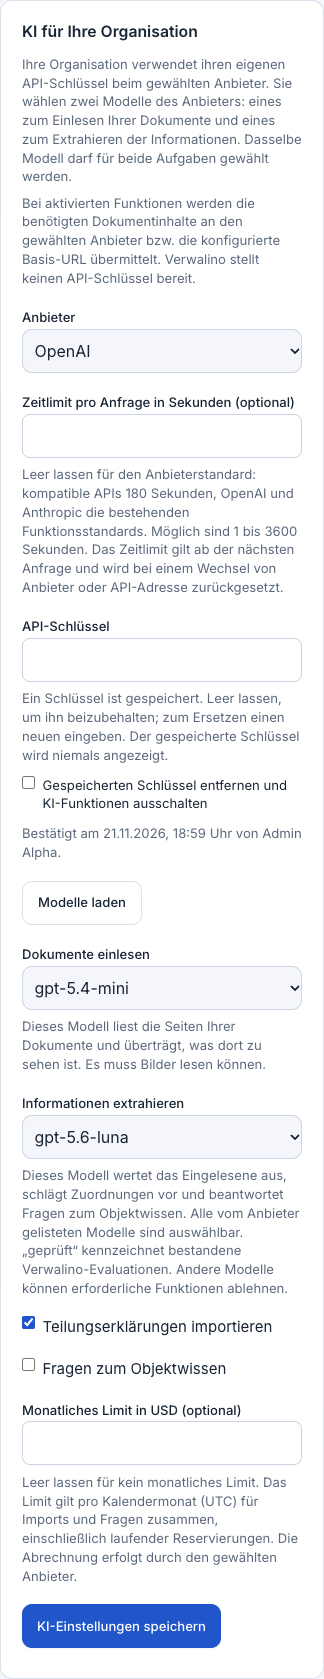 KI für Ihre Organisation
Ihre Organisation verwendet ihren eigenen
API-Schlüssel beim gewählten Anbieter. Sie
wählen zwei Modelle des Anbieters: eines
zum Einlesen Ihrer Dokumente und eines
zum Extrahieren der Informationen. Dasselbe
Modell darf für beide Aufgaben gewählt
werden.
Bei aktivierten Funktionen werden die
benötigten Dokumentinhalte an den
gewählten Anbieter bzw. die konfigurierte
Basis-URL übermittelt. Verwalino stellt
keinen API-Schlüssel bereit.
Anbieter
OpenAI
Zeitlimit pro Anfrage in Sekunden (optional)
Leer lassen für den Anbieterstandard:
kompatible APIs 180 Sekunden, OpenAI und
Anthropic die bestehenden
Funktionsstandards. Möglich sind 1 bis 3600
Sekunden. Das Zeitlimit gilt ab der nächsten
Anfrage und wird bei einem Wechsel von
Anbieter oder API-Adresse zurückgesetzt.
API-Schlüssel
Ein Schlüssel ist gespeichert. Leer lassen,
um ihn beizubehalten; zum Ersetzen einen
neuen eingeben. Der gespeicherte Schlüssel
wird niemals angezeigt.
Gespeicherten Schlüssel entfernen und
KI-Funktionen ausschalten
Bestätigt am 21.11.2026, 18:59 Uhr von Admin
Alpha.
Modelle laden
Dokumente einlesen
gpt-5.4-mini
Dieses Modell liest die Seiten Ihrer
Dokumente und überträgt, was dort zu
sehen ist. Es muss Bilder lesen können.
Informationen extrahieren
gpt-5.6-luna
Dieses Modell wertet das Eingelesene aus,
schlägt Zuordnungen vor und beantwortet
Fragen zum Objektwissen. Alle vom Anbieter
gelisteten Modelle sind auswählbar.
„geprüft“ kennzeichnet bestandene
Verwalino-Evaluationen. Andere Modelle
können erforderliche Funktionen ablehnen.
Teilungserklärungen importieren
Fragen zum Objektwissen
Monatliches Limit in USD (optional)
Leer lassen für kein monatliches Limit. Das
Limit gilt pro Kalendermonat (UTC) für
Imports und Fragen zusammen,
einschließlich laufender Reservierungen. Die
Abrechnung erfolgt durch den gewählten
Anbieter.
KI-Einstellungen speichern